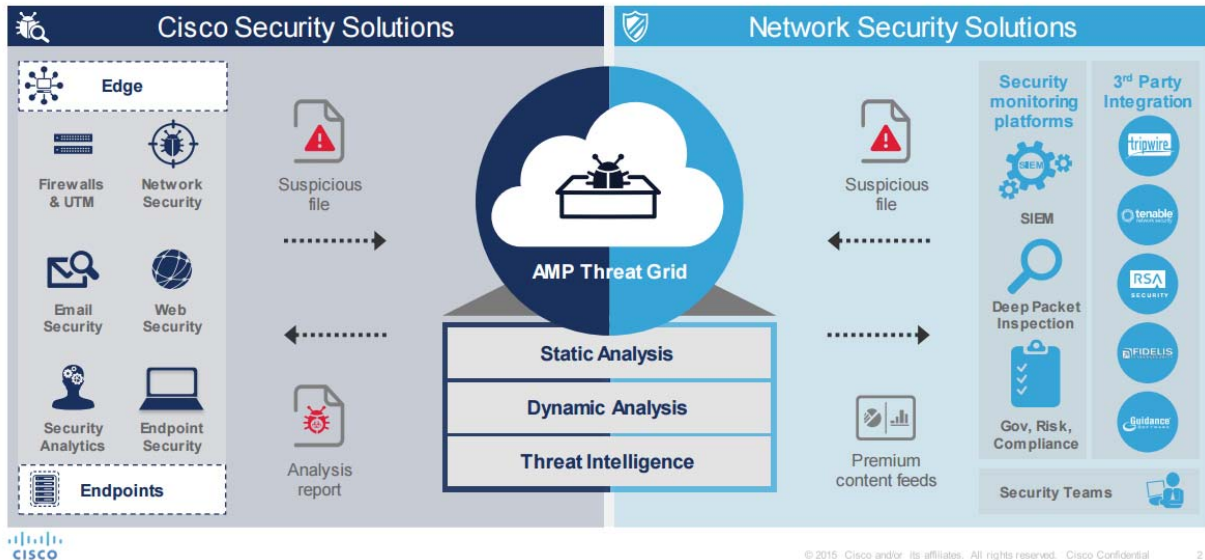 Cisco Security Solutions
Network Security Solutions
Edge
Firewalls
& UTM
Network
Security
Email
Security
Web
Security
Security
Analytics
Endpoint
Security
Endpoints
Suspicious
file
Analysis
report
AMP Threat Grid
Static Analysis
Dynamic Analysis
Threat Intelligence
Suspicious
file
Premium
content feeds
Security
monitoring
platforms
SIEM
SIEM
Deep Packet
Inspection
Gov, Risk,
Compliance
3rd Party
Integration
tripwire
tenable
network security
RSA
SECURITY
FIDELIS
Guidance
SOFTWARE
Security Teams
CISCO
© 2015 Cisco and/or its affiliates. All rights reserved. Cisco Confidential
2